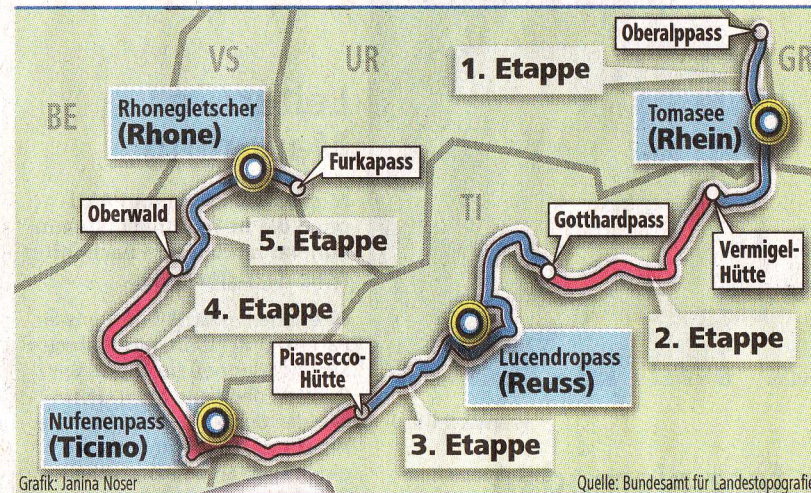 Oberalppass
VS
UR
GR
1. Etappe
BE
Rhonegletscher
(Rhone)
Tomasee
(Rhein)
Furkapass
Oberwald
TI
Gotthardpass
5. Etappe
Vermigel-
Hütte
4. Etappe
2. Etappe
Piansecco-
Hütte
Lucendropass
(Reuss)
Nufenenpass
(Ticino)
3. Etappe
Grafik: Janina Noser
Quelle: Bundesamt für Landestopografie